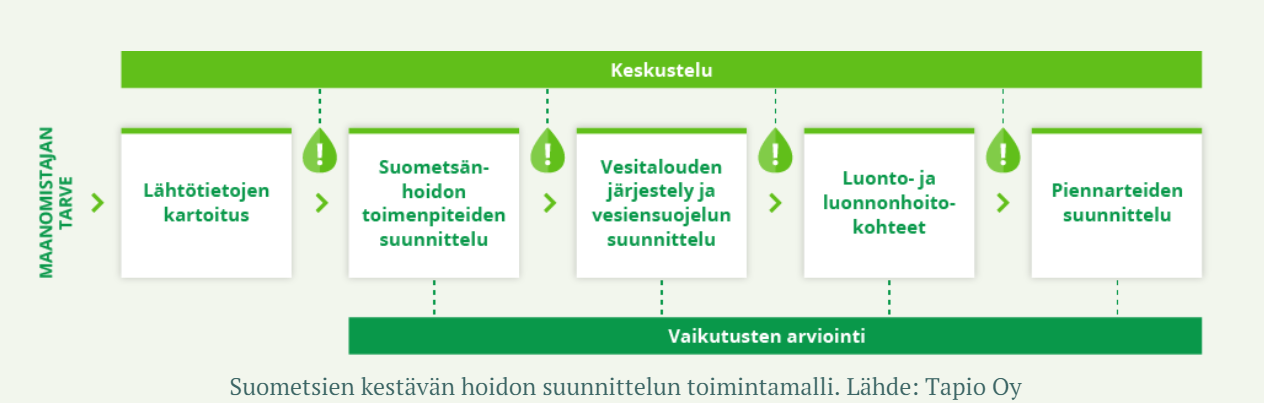 Keskustelu
MAANOMISTAJAN
TARVE
Lähtötietojen
kartoitus
!
Suometsän-
hoidon
toimenpiteiden
suunnittelu
!
Vesitalouden
järjestely ja
vesiensuojelun
suunnittelu
!
Luonto- ja
luonnonhoito-
kohteet
!
Piennarteiden
suunnittelu
Vaikutusten arviointi
Suometsien kestävän hoidon suunnittelun toimintamalli. Lähde: Tapio Oy